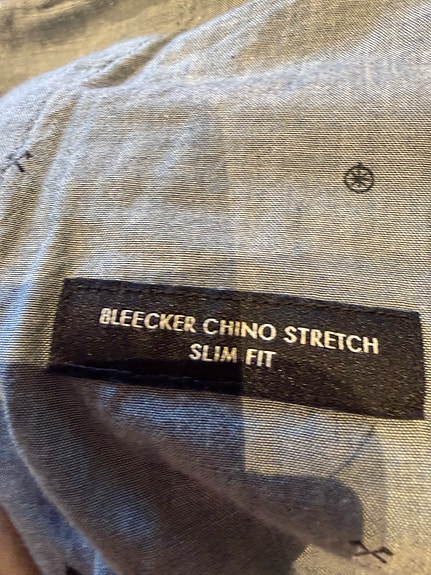 BLEECKER CHINO STRETCH
SLIM FIT